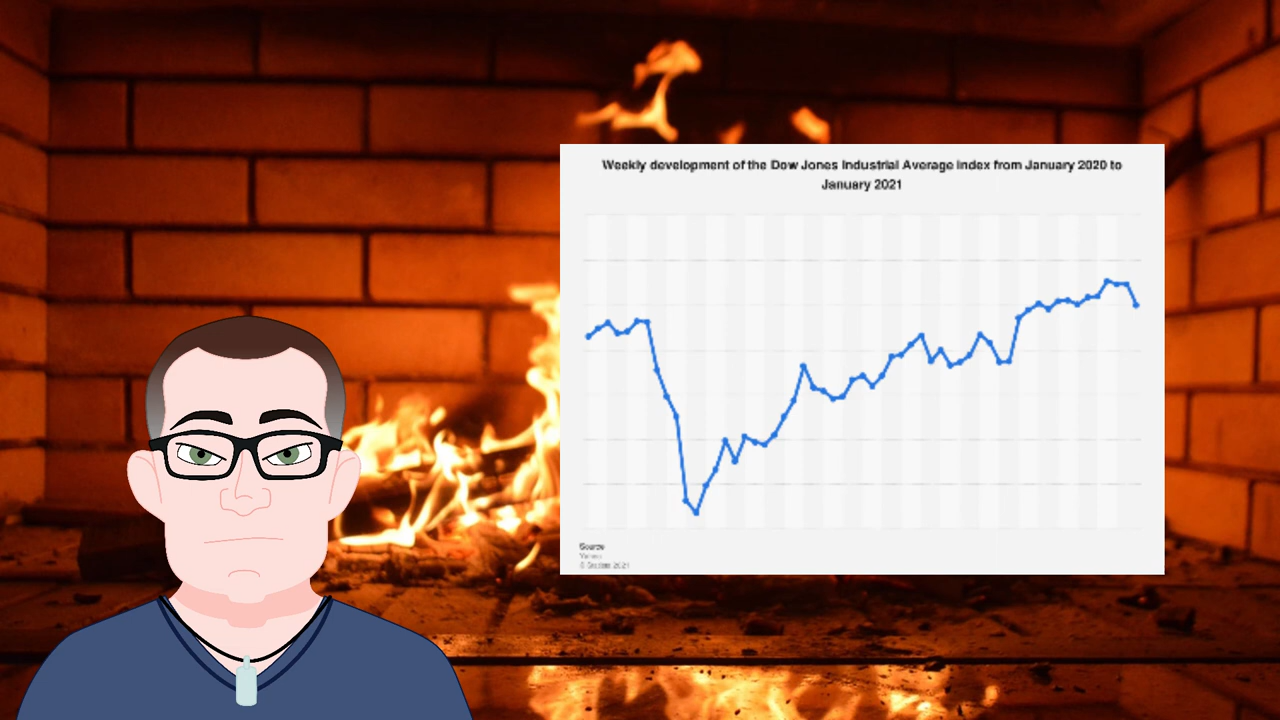 Weekly development of the Dow Jones Industrial Average index from January 2020 to
January 2021
Source
© Statista 2021